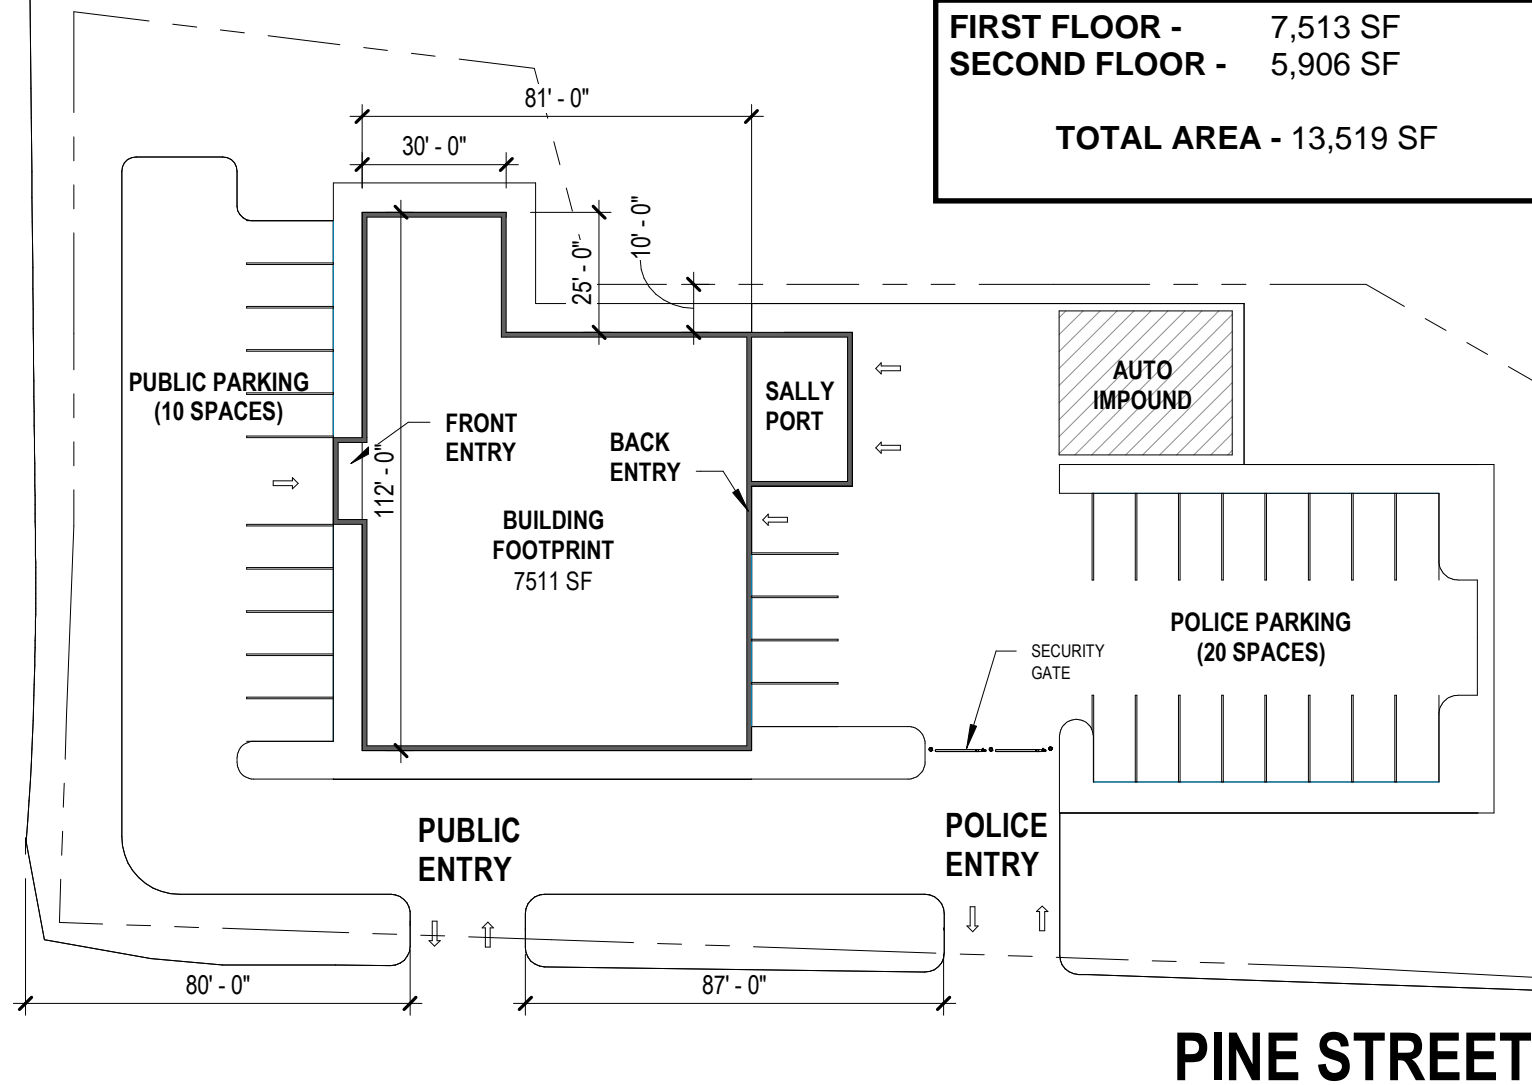 FIRST FLOOR - 7,513 SF
SECOND FLOOR - 5,906 SF
TOTAL AREA - 13,519 SF
81' - 0"
30' - 0"
25' - 0"
10' - 0"
PUBLIC PARKING
(10 SPACES)
FRONT
ENTRY
112' - 0"
BACK
ENTRY
SALLY
PORT
AUTO
IMPOUND
BUILDING
FOOTPRINT
7511 SF
POLICE PARKING
(20 SPACES)
SECURITY
GATE
PUBLIC
ENTRY
POLICE
ENTRY
80' - 0"
87' - 0"
PINE STREET